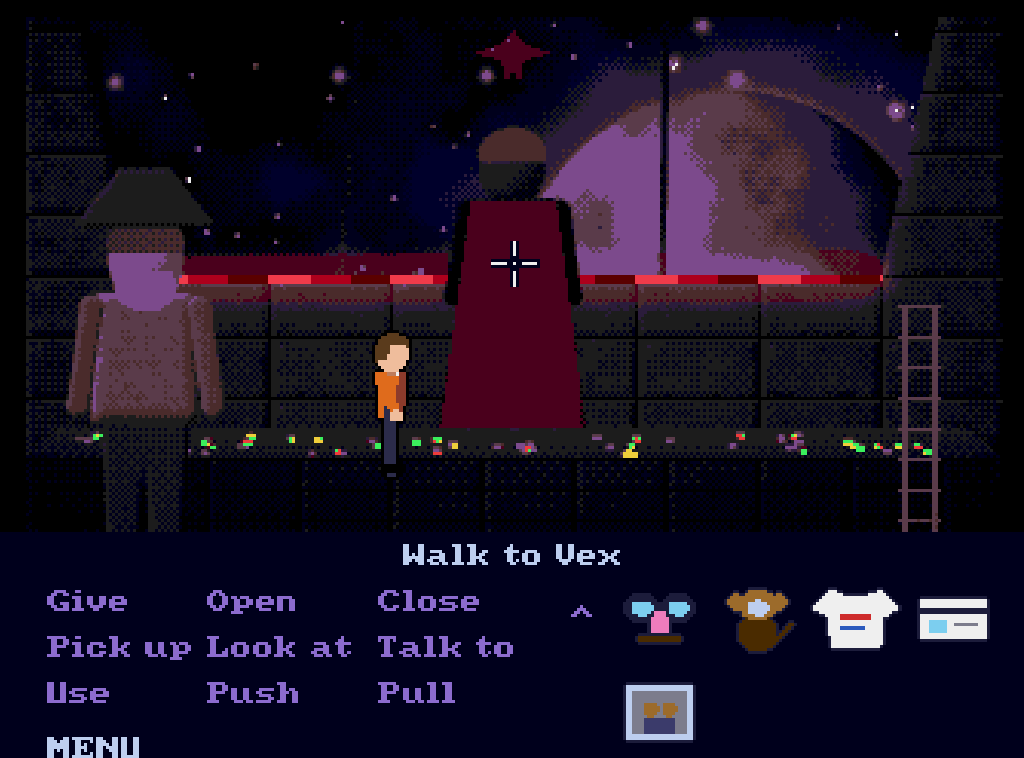 Walk to Vex
Give Open Close
Pick up Look at Talk to
Use Push Pull
MENU